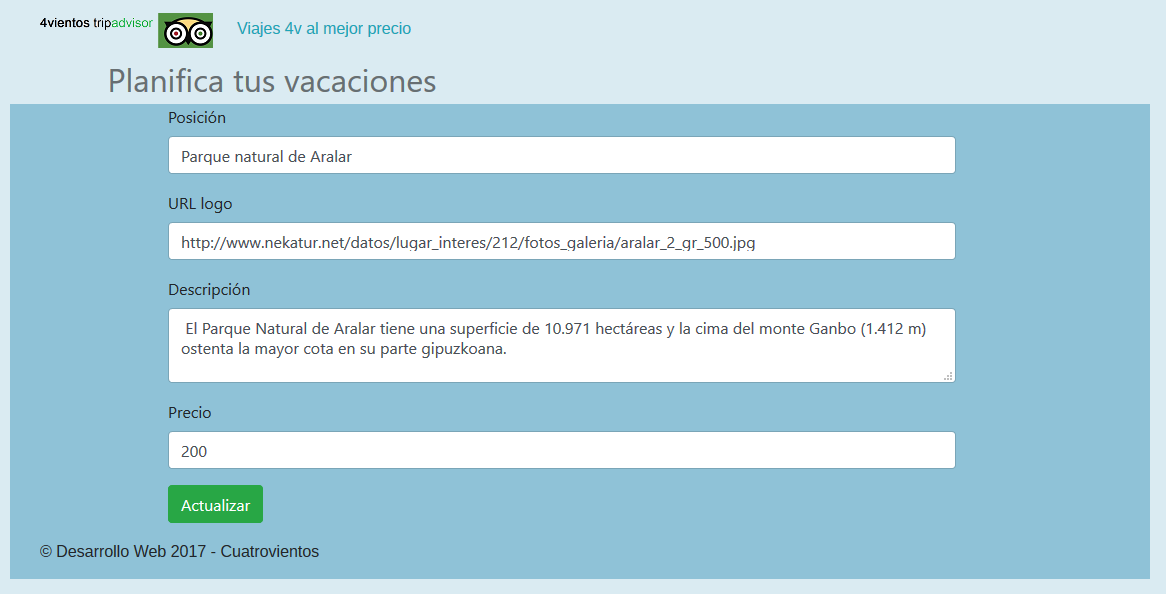 4vientos tripadvisor
Viajes 4v al mejor precio
Planifica tus vacaciones
Posición
Parque natural de Aralar
URL logo
http://www.nekatur.net/datos/lugar_interes/212/fotos_galeria/aralar_2_gr_500.jpg
Descripción
El Parque Natural de Aralar tiene una superficie de 10.971 hectáreas y la cima del monte Ganbo (1.412 m)
ostenta la mayor cota en su parte gipuzkoana.
Precio
200
Actualizar
© Desarrollo Web 2017 - Cuatrovientos